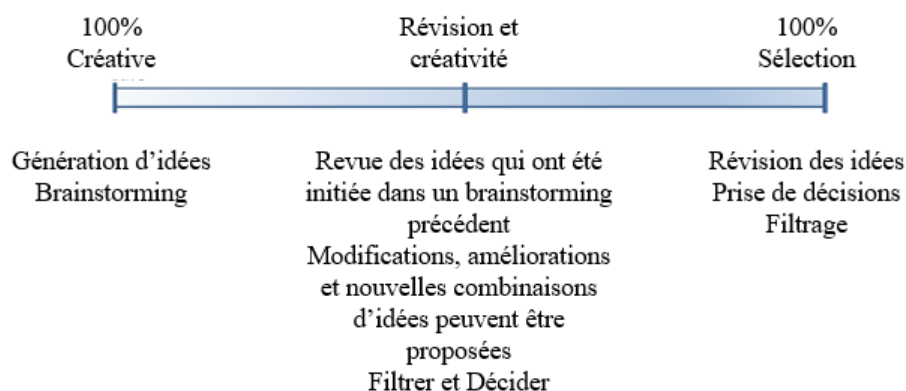 100%
Créative
Révision et
créativité
100%
Sélection
Génération d'idées
Brainstorming
Revue des idées qui ont été
initiée dans un brainstorming
précédent
Modifications, améliorations
et nouvelles combinaisons
d'idées peuvent être
proposées
Filtrer et Décider
Révision des idées
Prise de décisions
Filtrage